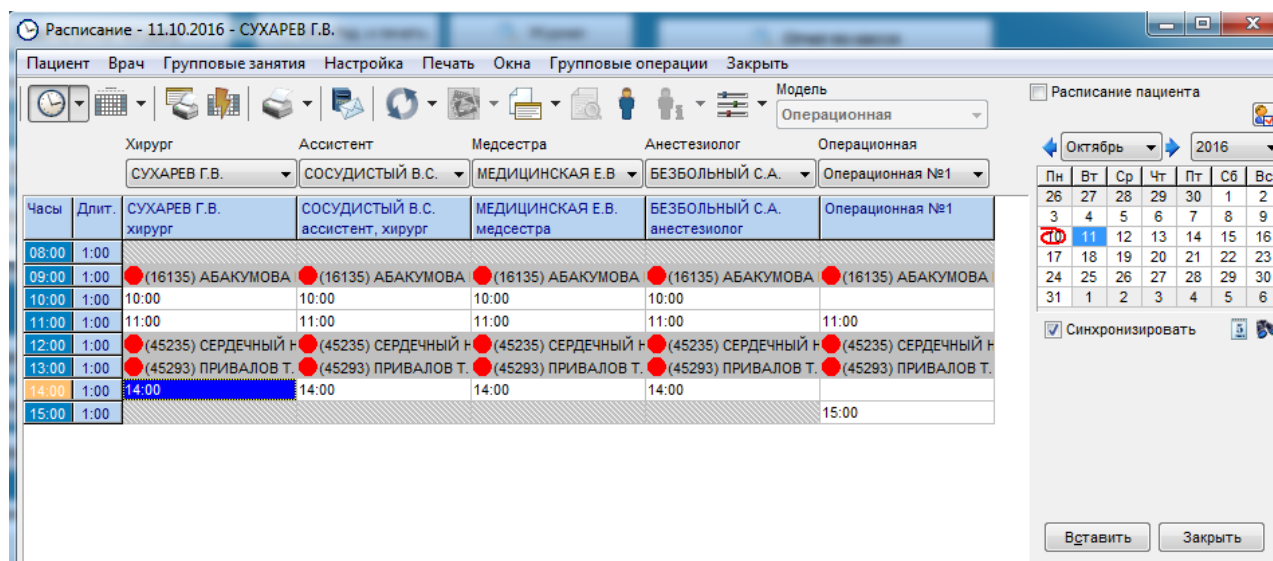 Расписание - 11.10.2016 - СУХАРЕВ Г.В.
Пациент Врач Групповые занятия Настройка Печать Окна Групповые операции Закрыть
Модель
Операционная
Расписание пациента
Хирург Ассистент Медсестра Анестезиолог Операционная
СУХАРЕВ Г.В. СОСУДИСТЫЙ В.С. МЕДИЦИНСКАЯ Е.В БЕЗБОЛЬНЫЙ С.А. Операционная №1
Октябрь 2016
Часы Длит. СУХАРЕВ Г.В. СОСУДИСТЫЙ В.С. МЕДИЦИНСКАЯ Е.В. БЕЗБОЛЬНЫЙ С.А. Операционная №1
хирург ассистент, хирург медсестра анестезиолог
08:00 1:00
09:00 1:00 (16135) АБАКУМОВА (16135) АБАКУМОВА (16135) АБАКУМОВА (16135) АБАКУМОВА (16135) АБАКУМОВА
10:00 1:00 10:00 10:00 10:00 10:00
11:00 1:00 11:00 11:00 11:00 11:00 11:00
12:00 1:00 (45235) СЕРДЕЧНЫЙ Н (45235) СЕРДЕЧНЫЙ Н (45235) СЕРДЕЧНЫЙ Н (45235) СЕРДЕЧНЫЙ Н (45235) СЕРДЕЧНЫЙ Н
13:00 1:00 (45293) ПРИВАЛОВ Т. (45293) ПРИВАЛОВ Т. (45293) ПРИВАЛОВ Т. (45293) ПРИВАЛОВ Т. (45293) ПРИВАЛОВ Т.
14:00 1:00 14:00 14:00 14:00 14:00
15:00 1:00 15:00
Пн Вт Ср Чт Пт Сб Вс
26 27 28 29 30 1 2
3 4 5 6 7 8 9
10 11 12 13 14 15 16
17 18 19 20 21 22 23
24 25 26 27 28 29 30
31 1 2 3 4 5 6
Синхронизировать
5
Вставить Закрыть